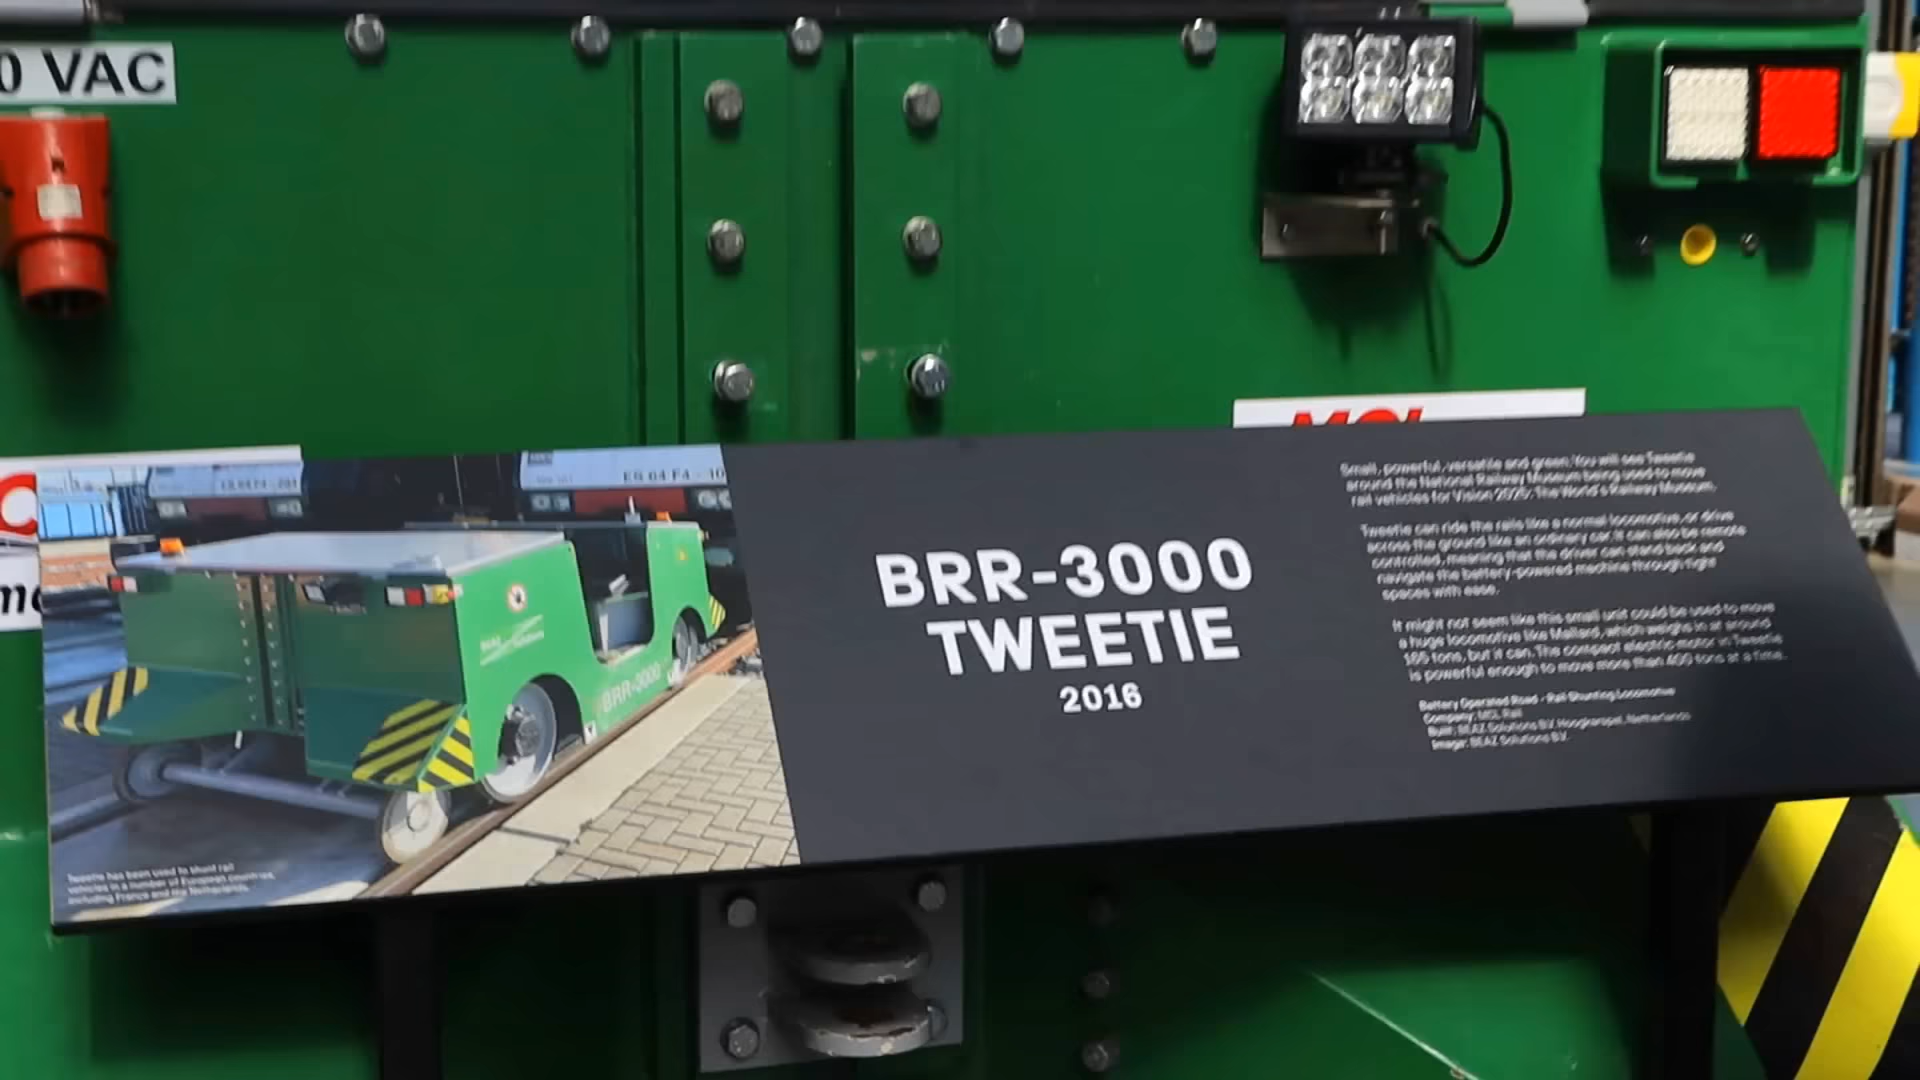 0 VAC
MCL
ES 64 F4 - 10
BRR-3000
Tweetie has been used to shunt rail
vehicles in a number of European countries,
including France and the Netherlands.
BRR-3000
TWEETIE
2016
Small, powerful, versatile and green. You will see Tweetie
around the National Railway Museum being used to move
rail vehicles for Vision 2025: The World's Railway Museum.
Tweetie can ride the rails like a normal locomotive, or drive
across the ground like an ordinary car. It can also be remote
controlled, meaning that the driver can stand back and
navigate the battery-powered machine through tight
spaces with ease.
It might not seem like this small unit could be used to move
a huge locomotive like Mallard, which weighs in at around
165 tons, but it can. The compact electric motor in Tweetie
is powerful enough to move more than 400 tons at a time.
Battery Operated Road - Rail Shunting Locomotive
Company: MCL Rail
Built: BEAZ Solutions B.V. Hoogkarspel, Netherlands
Image: BEAZ Solutions B.V.